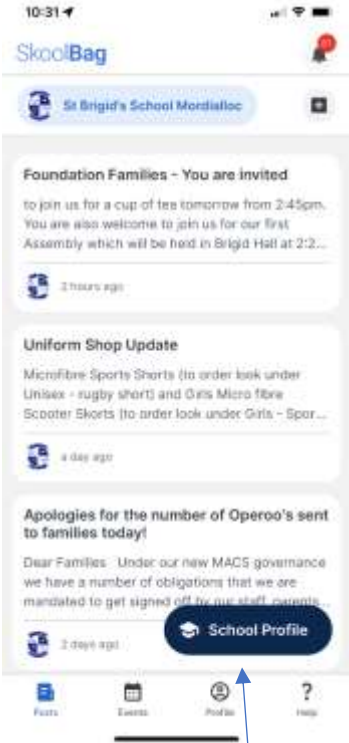 10:31
SkoolBag
St Brigid's School Mordialloc
Foundation Families - You are invited
to join us for a cup of tea tomorrow from 2:45pm.
You are also welcome to join us for our first
Assembly which will be held in Brigid Hall at 2:2...
2 hours ago
Uniform Shop Update
Microfibre Sports Shorts (to order look under
Unisex - rugby short) and Girls Micro fibre
Scooter Skorts (to order look under Girls - Spor...
a day ago
Apologies for the number of Operoo's sent
to families today!
Dear Families Under our new MACS governance
we have a number of obligations that we are
mandated to get signed off by our staff, parents...
2 days ago
School Profile
Posts
Events
Profile
?
Help